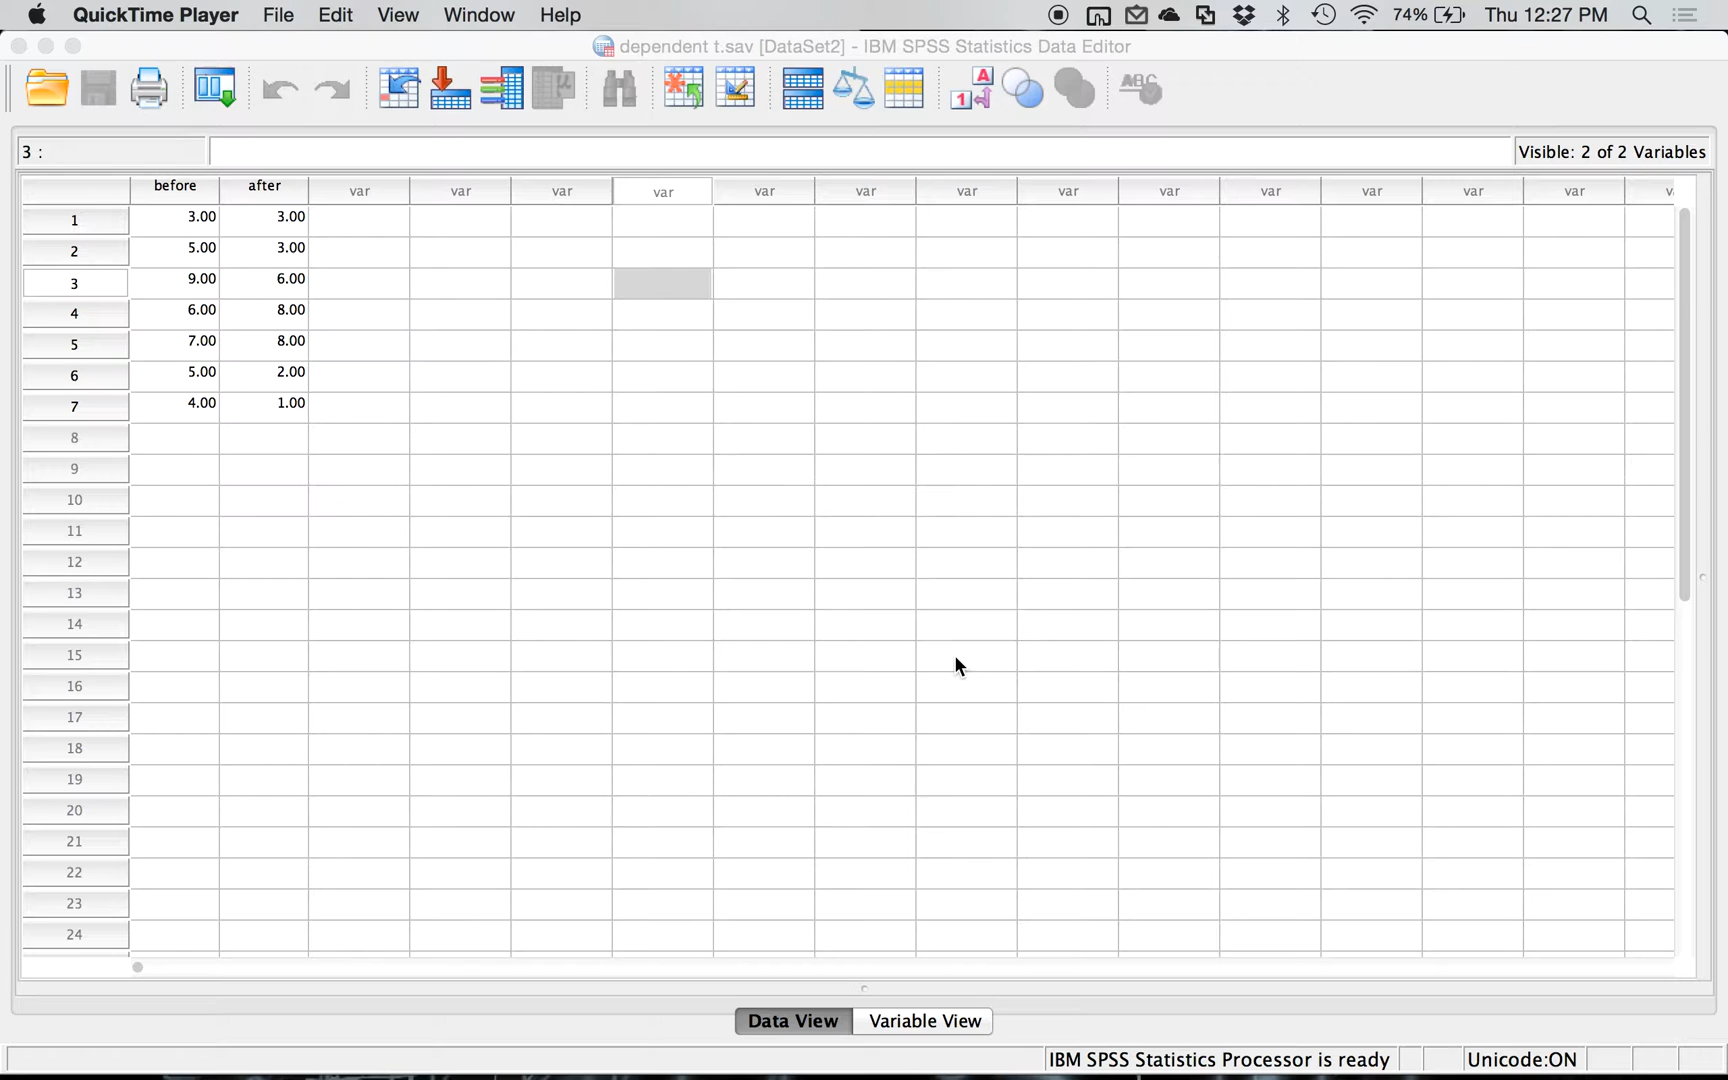 QuickTime Player File Edit View Window Help 74% Thu 12:27 PM
dependent t.sav [DataSet2] - IBM SPSS Statistics Data Editor
A
1
ABC
3 : Visible: 2 of 2 Variables
before after var var var var var var var var var var var var var v
1 3.00 3.00
2 5.00 3.00
3 9.00 6.00
4 6.00 8.00
5 7.00 8.00
6 5.00 2.00
7 4.00 1.00
8
9
10
11
12
13
14
15
16
17
18
19
20
21
22
23
24
Data View Variable View
IBM SPSS Statistics Processor is ready Unicode:ON